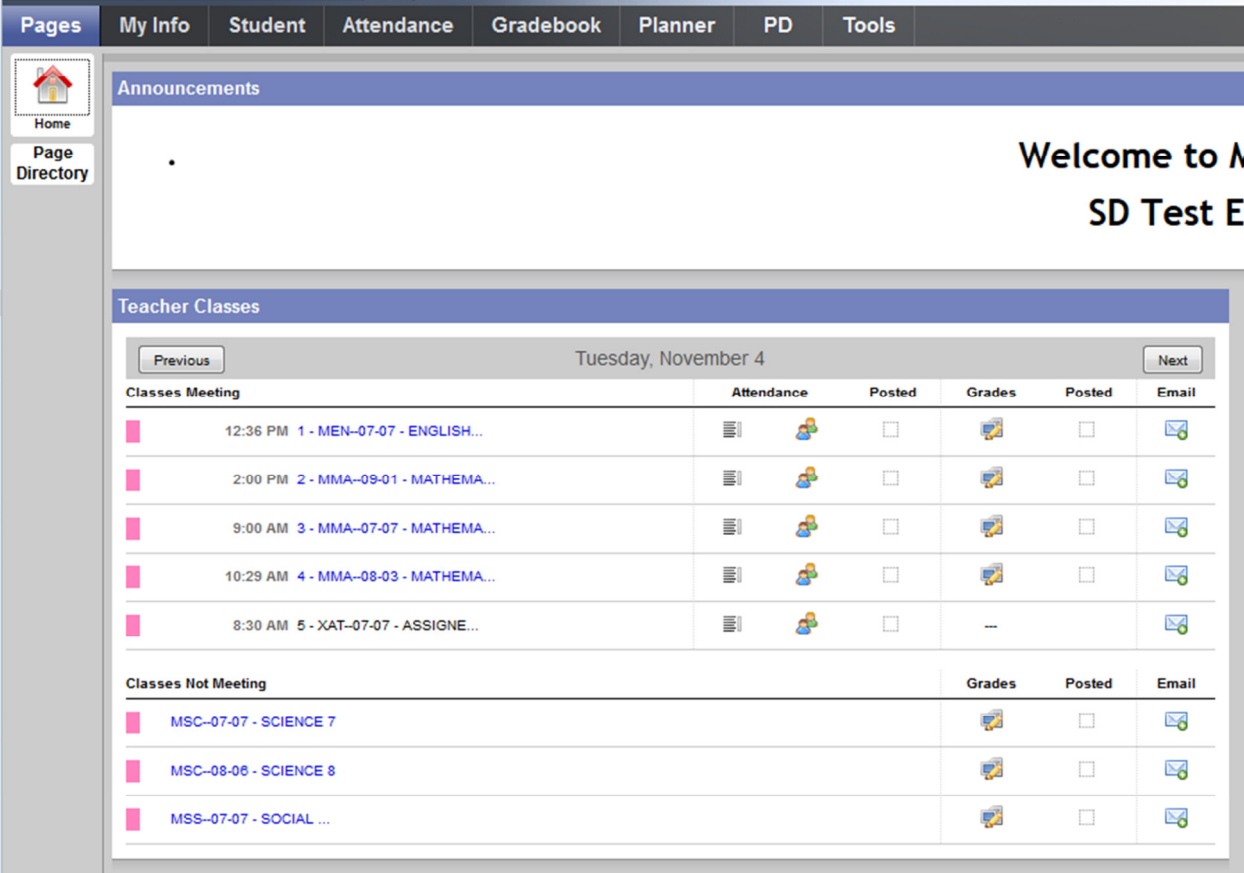 Pages My Info Student Attendance Gradebook Planner PD Tools
Home
Page
Directory
Announcements
• Welcome to
SD Test E
Teacher Classes
Previous Tuesday, November 4 Next
Classes Meeting Attendance Posted Grades Posted Email
12:36 PM 1 - MEN--07-07 - ENGLISH...
2:00 PM 2 - MMA--09-01 - MATHEMA...
9:00 AM 3 - MMA--07-07 - MATHEMA...
10:29 AM 4 - MMA--08-03 - MATHEMA...
8:30 AM 5 - XAT--07-07 - ASSIGNE... ---
Classes Not Meeting Grades Posted Email
MSC--07-07 - SCIENCE 7
MSC--08-06 - SCIENCE 8
MSS--07-07 - SOCIAL ...